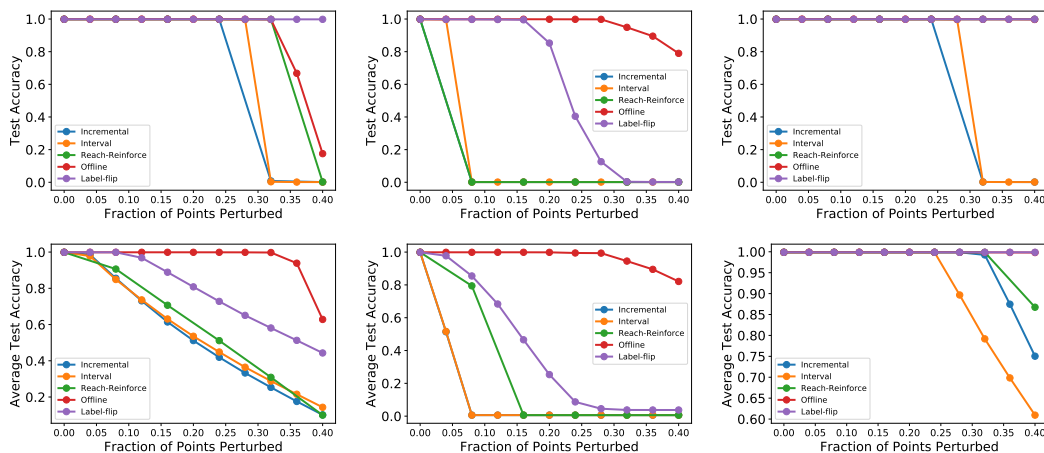 Test Accuracy
1.0
0.8
0.6
0.4
0.2
0.0
Incremental
Interval
Reach-Reinforce
Offline
Label-flip
0.00 0.05 0.10 0.15 0.20 0.25 0.30 0.35 0.40
Fraction of Points Perturbed
Test Accuracy
1.0
0.8
0.6
0.4
0.2
0.0
Incremental
Interval
Reach-Reinforce
Offline
Label-flip
0.00 0.05 0.10 0.15 0.20 0.25 0.30 0.35 0.40
Fraction of Points Perturbed
Test Accuracy
1.0
0.8
0.6
0.4
0.2
0.0
Incremental
Interval
Reach-Reinforce
Offline
Label-flip
0.00 0.05 0.10 0.15 0.20 0.25 0.30 0.35 0.40
Fraction of Points Perturbed
Average Test Accuracy
1.0
0.8
0.6
0.4
0.2
Incremental
Interval
Reach-Reinforce
Offline
Label-flip
0.00 0.05 0.10 0.15 0.20 0.25 0.30 0.35 0.40
Fraction of Points Perturbed
Average Test Accuracy
1.0
0.8
0.6
0.4
0.2
0.0
Incremental
Interval
Reach-Reinforce
Offline
Label-flip
0.00 0.05 0.10 0.15 0.20 0.25 0.30 0.35 0.40
Fraction of Points Perturbed
Average Test Accuracy
1.00
0.95
0.90
0.85
0.80
0.75
0.70
0.65
0.60
Incremental
Interval
Reach-Reinforce
Offline
Label-flip
0.00 0.05 0.10 0.15 0.20 0.25 0.30 0.35 0.40
Fraction of Points Perturbed